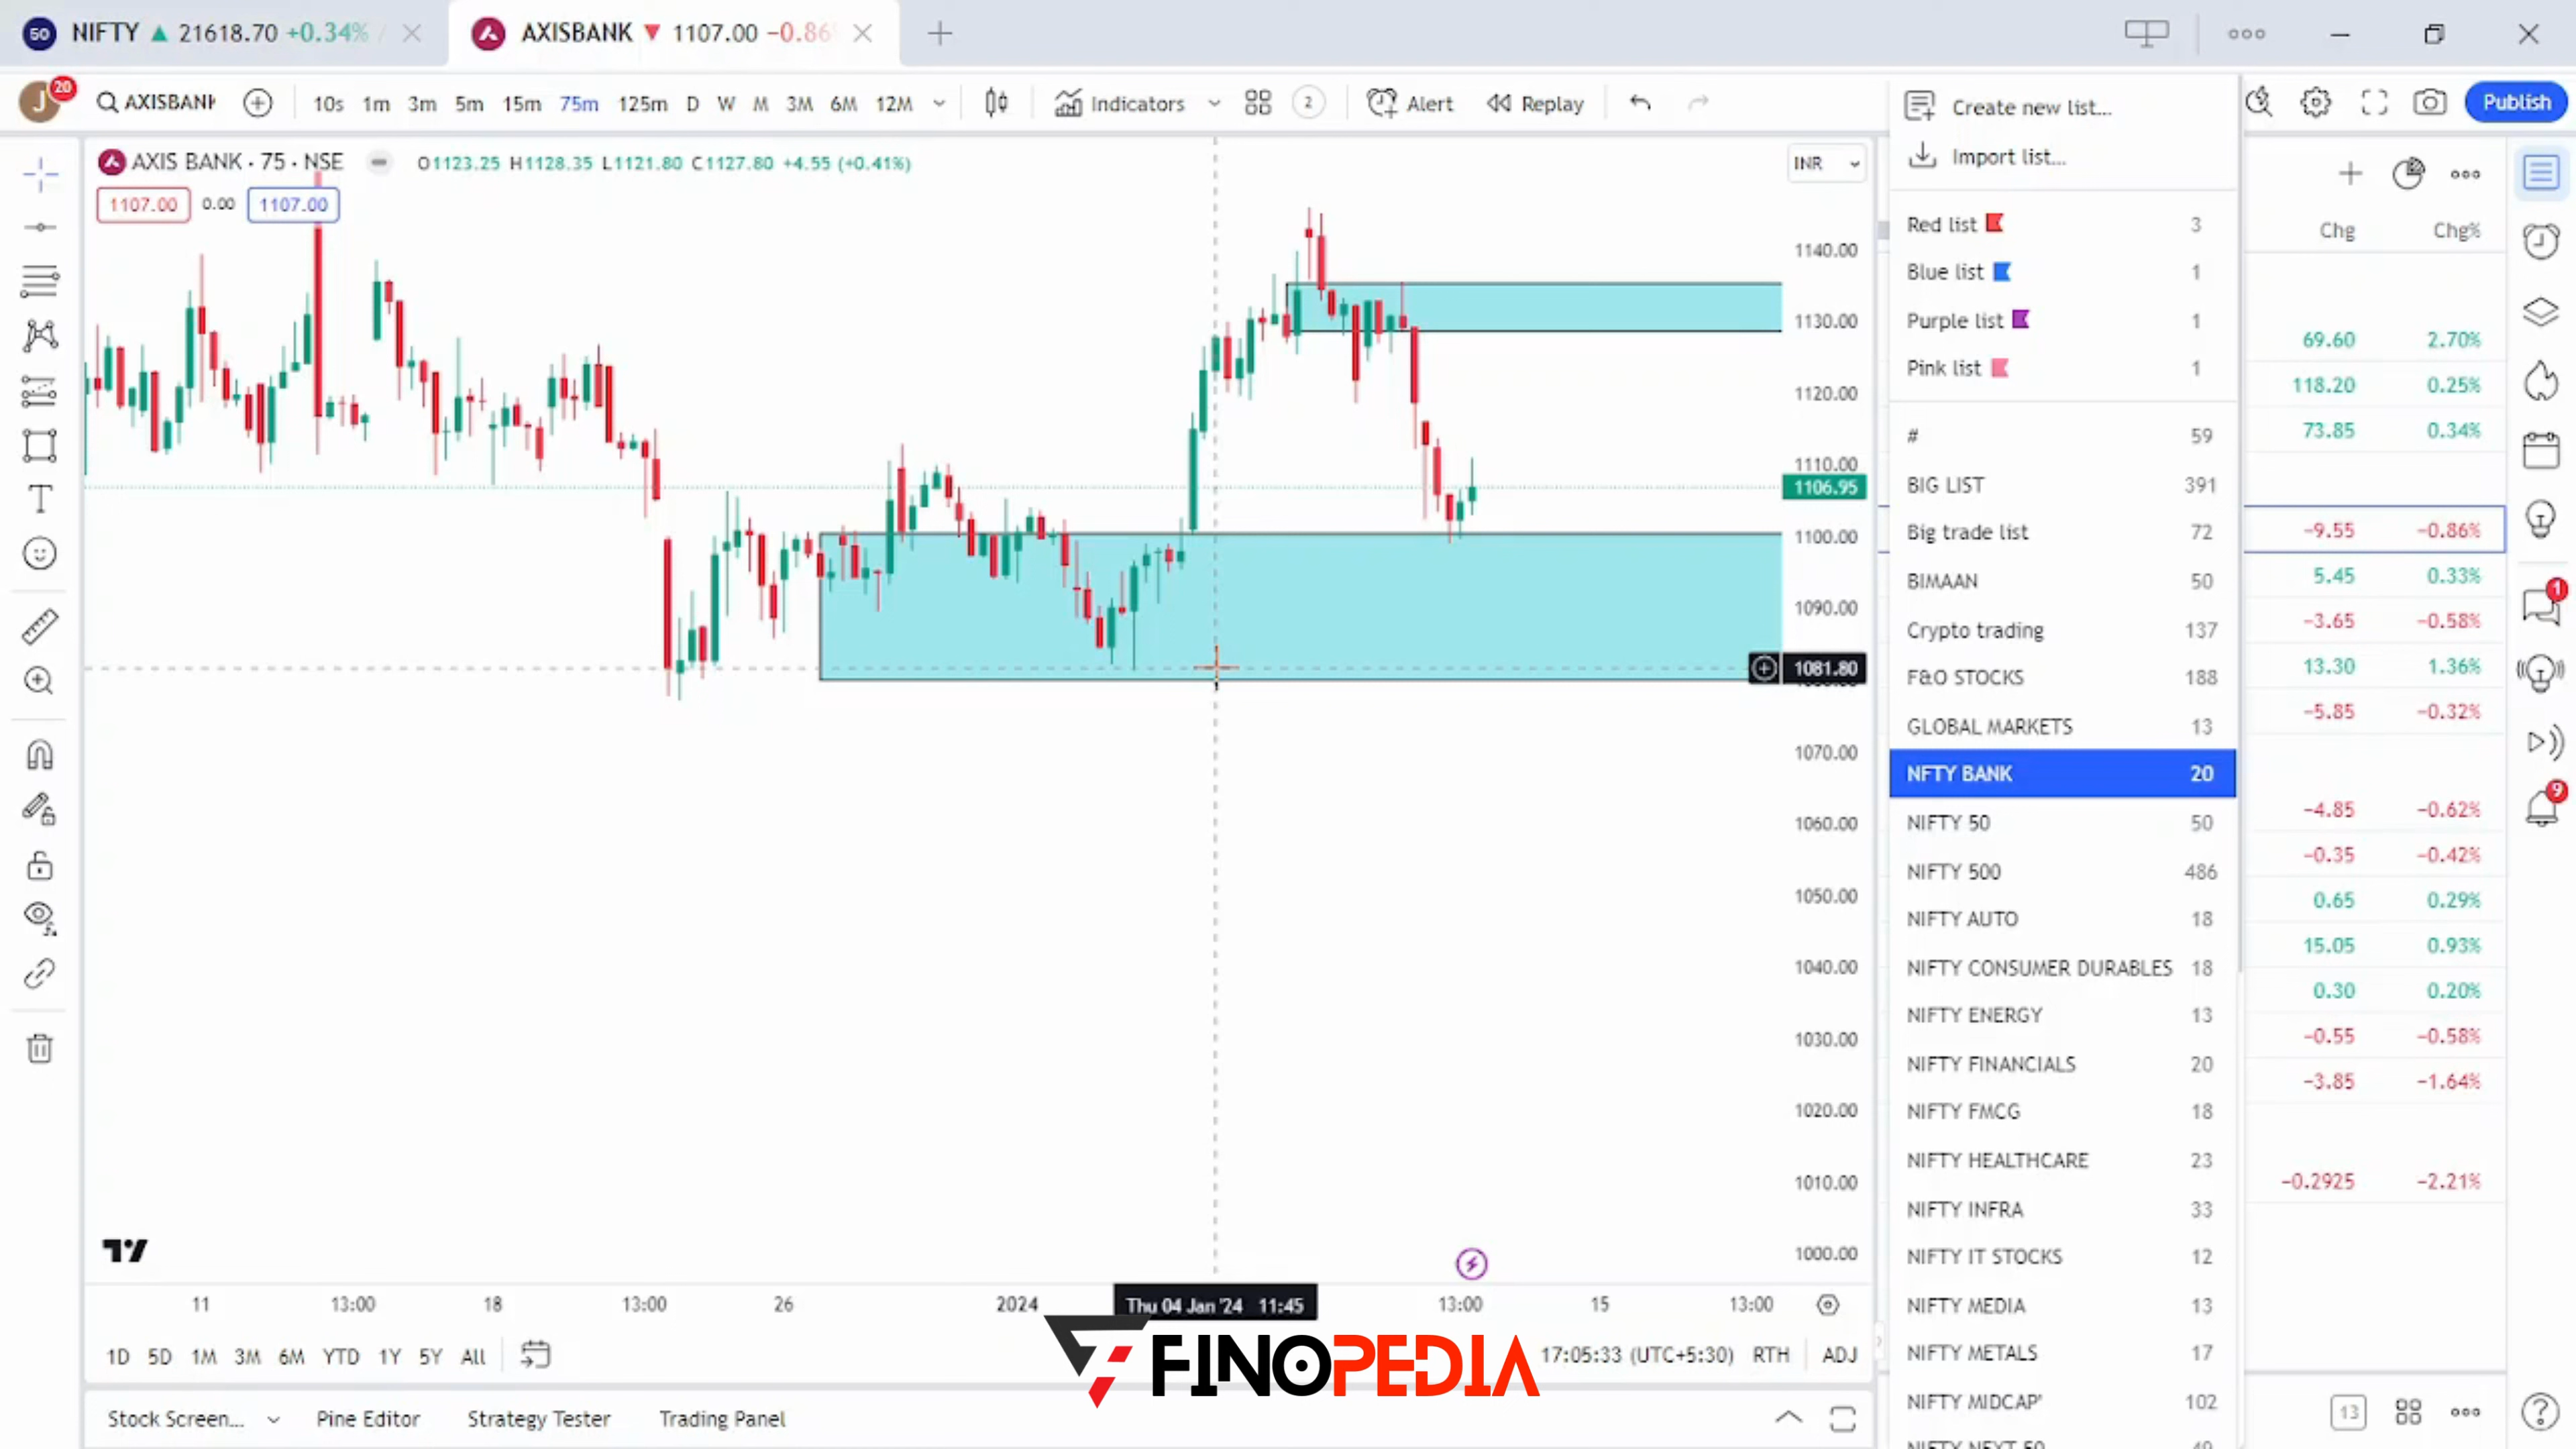 50 NIFTY ▲ 21618.70 +0.34% /
AXISBANK ▼ 1107.00 −0.86
J 20
AXISBANK 10s 1m 3m 5m 15m 75m 125m D W M 3M 6M 12M Indicators 2 Alert Replay Publish
AXIS BANK · 75 · NSE O1123.25 H1128.35 L1121.80 C1127.80 +4.55 (+0.41%)
1107.00 0.00 1107.00
INR
1140.00
1130.00
1120.00
1110.00
1106.95
1100.00
1090.00
1081.80
1070.00
1060.00
1050.00
1040.00
1030.00
1020.00
1010.00
1000.00
11 13:00 18 13:00 26 2024 Thu 04 Jan '24 11:45 13:00 15 13:00
1D 5D 1M 3M 6M YTD 1Y 5Y All
17:05:33 (UTC+5:30) RTH ADJ
FINOPEDIA
Stock Screen... Pine Editor Strategy Tester Trading Panel
Create new list...
Import list...
Red list 3
Blue list 1
Purple list 1
Pink list 1
# 59
BIG LIST 391
Big trade list 72
BIMAAN 50
Crypto trading 137
F&O STOCKS 188
GLOBAL MARKETS 13
NFTY BANK 20
NIFTY 50 50
NIFTY 500 486
NIFTY AUTO 18
NIFTY CONSUMER DURABLES 18
NIFTY ENERGY 13
NIFTY FINANCIALS 20
NIFTY FMCG 18
NIFTY HEALTHCARE 23
NIFTY INFRA 33
NIFTY IT STOCKS 12
NIFTY MEDIA 13
NIFTY METALS 17
NIFTY MIDCAP' 102
Chg Chg%
69.60 2.70%
118.20 0.25%
73.85 0.34%
−9.55 −0.86%
5.45 0.33%
−3.65 −0.58%
13.30 1.36%
−5.85 −0.32%
−4.85 −0.62%
−0.35 −0.42%
0.65 0.29%
15.05 0.93%
0.30 0.20%
−0.55 −0.58%
−3.85 −1.64%
−0.2925 −2.21%
1
9
13